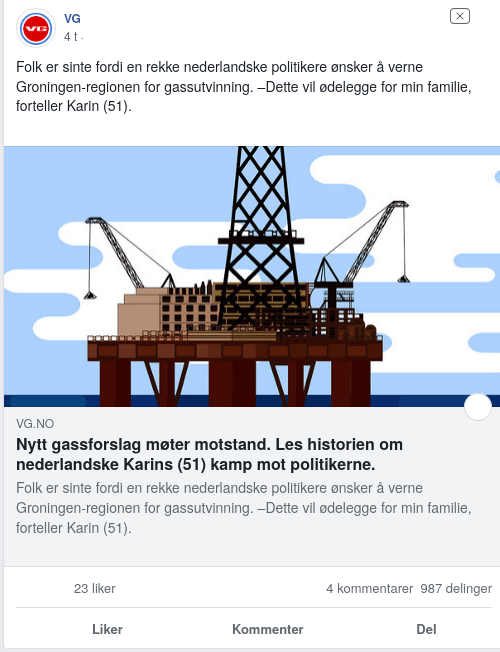 VG
VG
4 t ·
Folk er sinte fordi en rekke nederlandske politikere ønsker å verne
Groningen-regionen for gassutvinning. –Dette vil ødelegge for min familie,
forteller Karin (51).
VG.NO
Nytt gassforslag møter motstand. Les historien om
nederlandske Karins (51) kamp mot politikerne.
Folk er sinte fordi en rekke nederlandske politikere ønsker å verne
Groningen-regionen for gassutvinning. –Dette vil ødelegge for min familie,
forteller Karin (51).
23 liker 4 kommentarer 987 delinger
Liker Kommenter Del